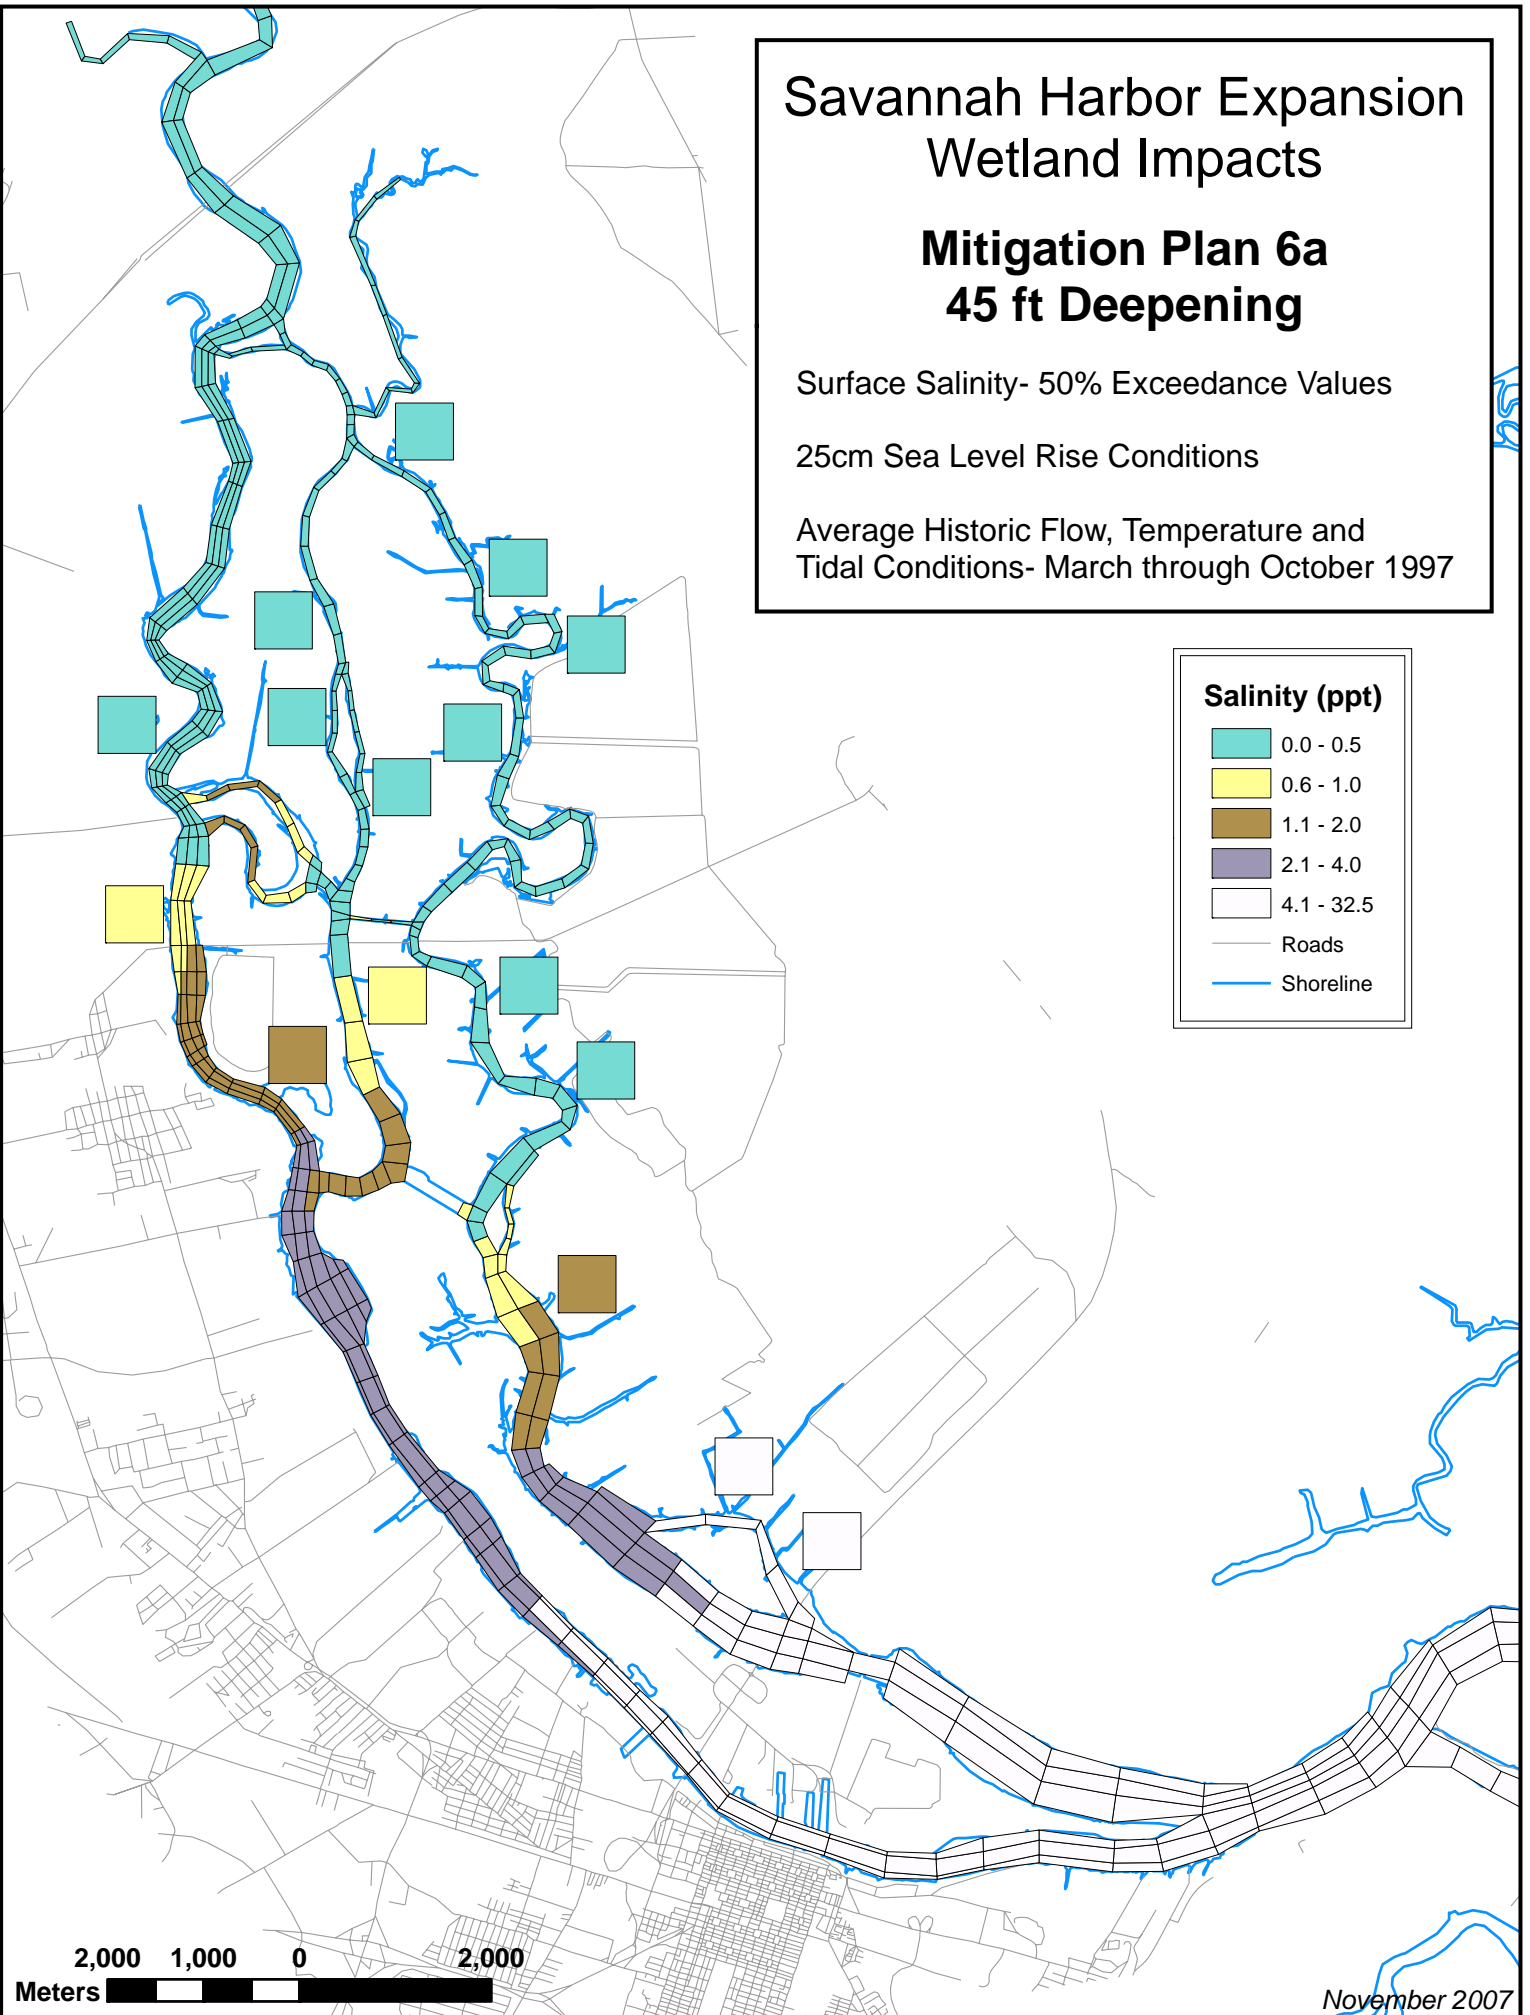 Savannah Harbor Expansion
Wetland Impacts
Mitigation Plan 6a
45 ft Deepening
Surface Salinity- 50% Exceedance Values
25cm Sea Level Rise Conditions
Average Historic Flow, Temperature and
Tidal Conditions- March through October 1997
Salinity (ppt)
0.0 - 0.5
0.6 - 1.0
1.1 - 2.0
2.1 - 4.0
4.1 - 32.5
Roads
Shoreline
2,000 1,000 0 2,000
Meters
November 2007